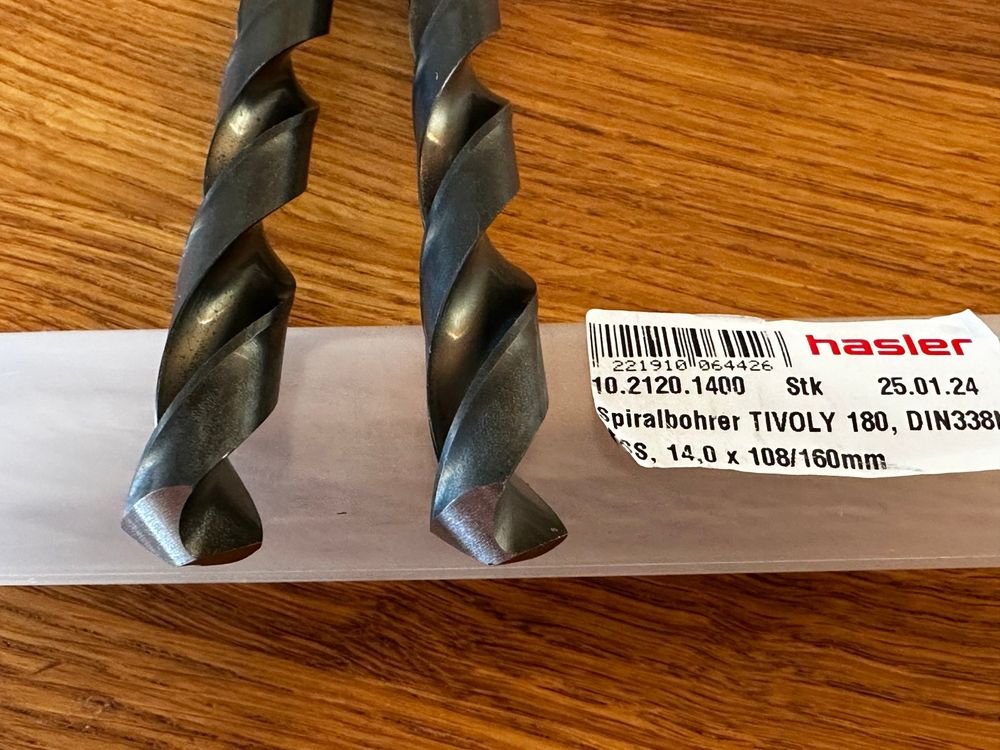 hasler
221910 064426
10.2120.1400 Stk 25.01.24
Spiralbohrer TIVOLY 180, DIN338
14,0 x 108/160mm